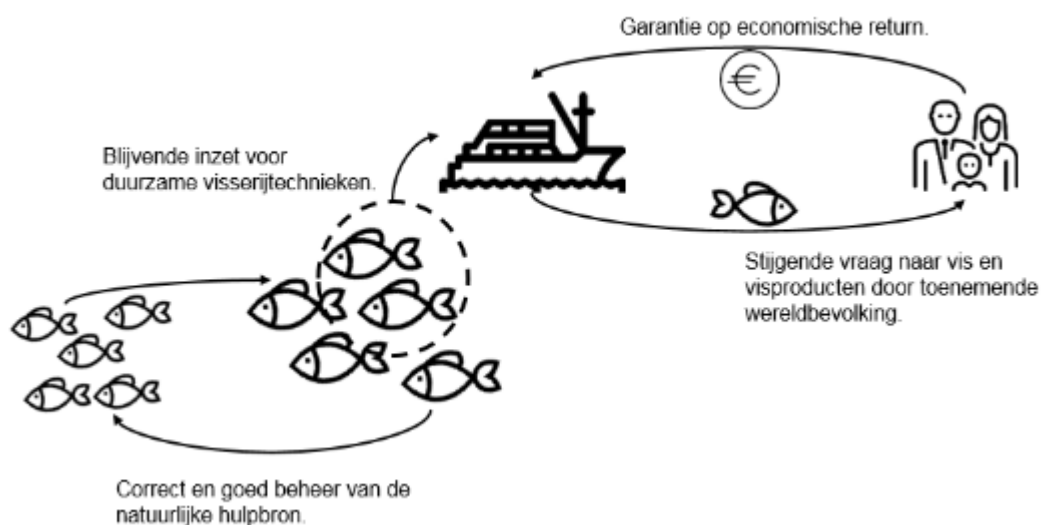 Garantie op economische return.
€
Blijvende inzet voor
duurzame visserijtechnieken.
Stijgende vraag naar vis en
visproducten door toenemende
wereldbevolking.
Correct en goed beheer van de
natuurlijke hulpbron.